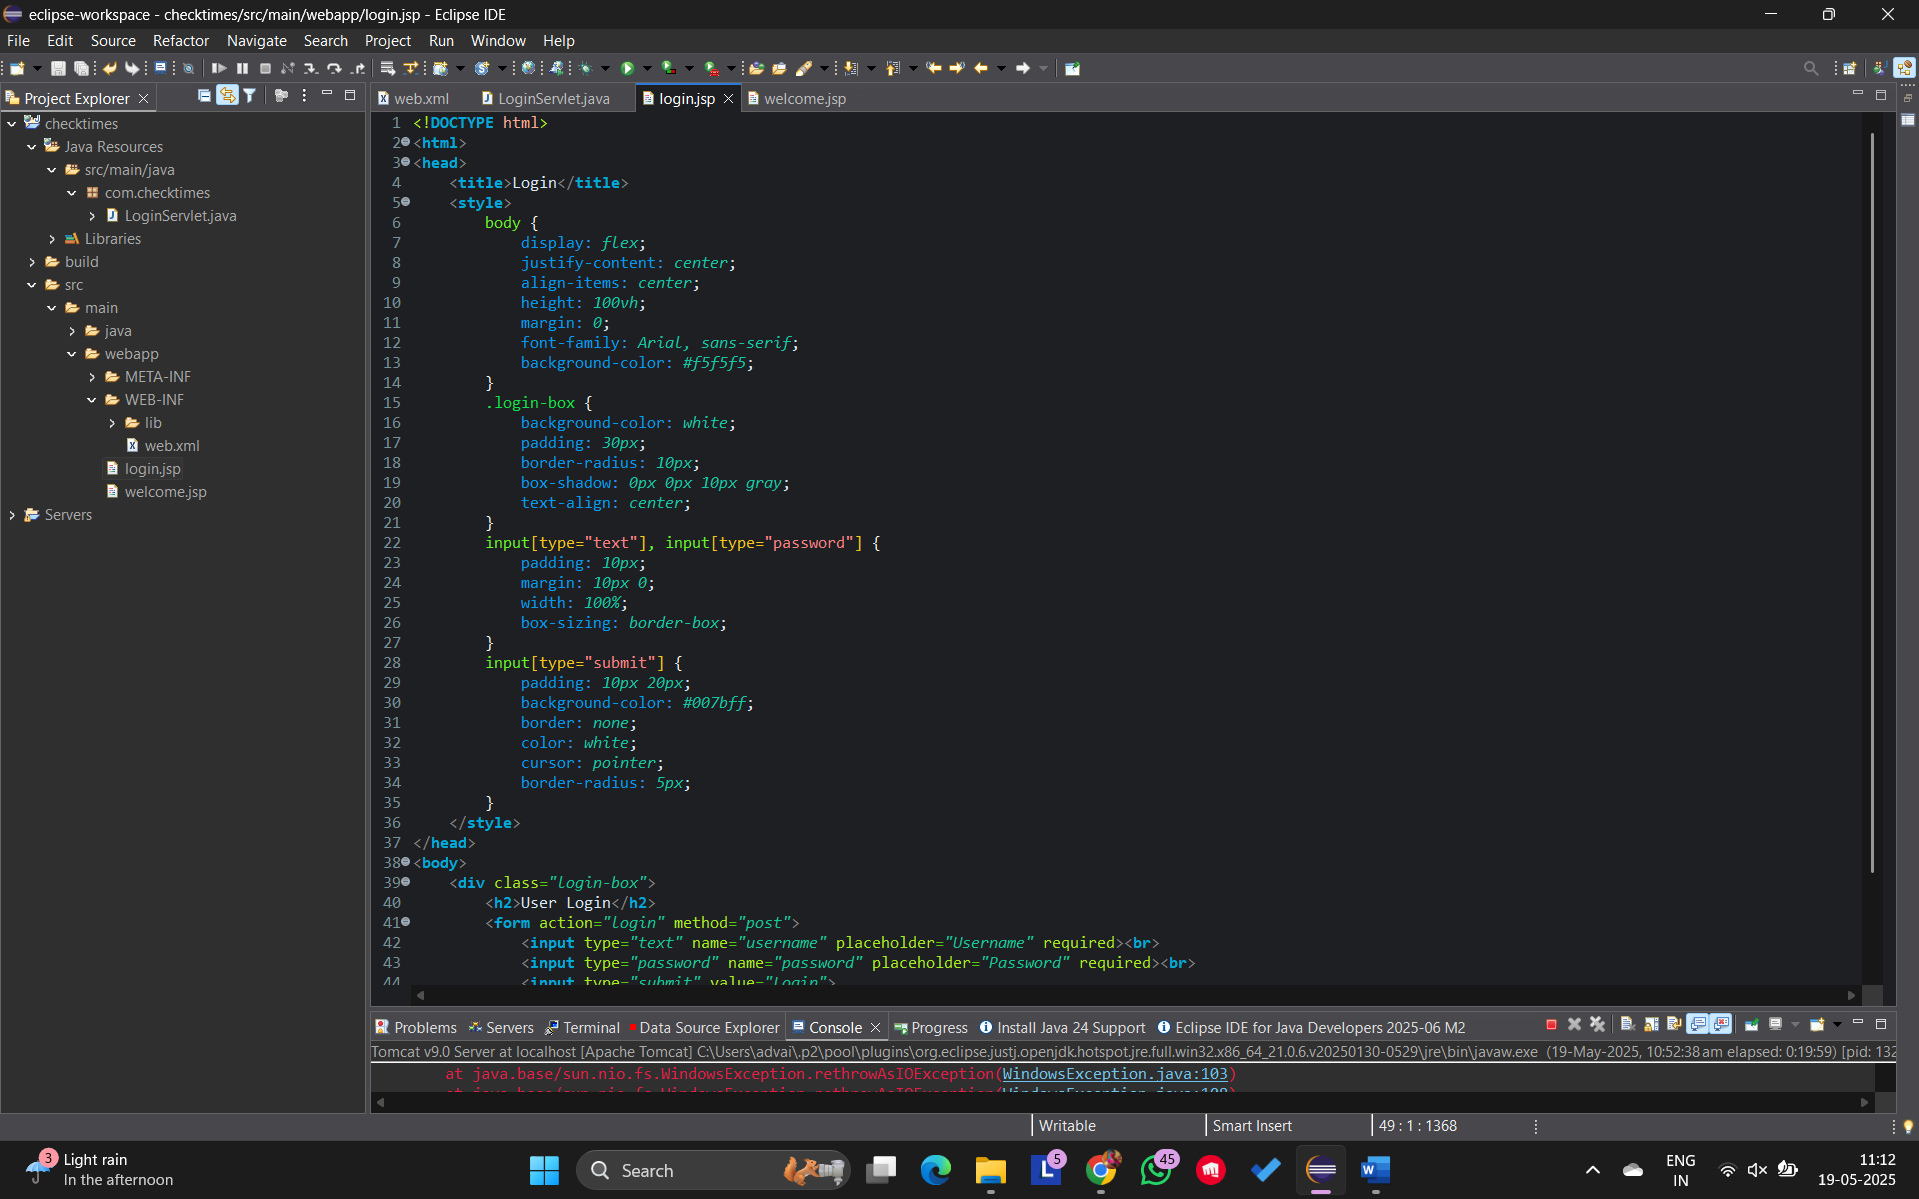 eclipse-workspace - checktimes/src/main/webapp/login.jsp - Eclipse IDE
File Edit Source Refactor Navigate Search Project Run Window Help
Project Explorer
checktimes
Java Resources
src/main/java
com.checktimes
LoginServlet.java
Libraries
build
src
main
java
webapp
META-INF
WEB-INF
lib
web.xml
login.jsp
welcome.jsp
Servers
web.xml LoginServlet.java login.jsp welcome.jsp
1 <!DOCTYPE html>
2 <html>
3 <head>
4 <title>Login</title>
5 <style>
6 body {
7 display: flex;
8 justify-content: center;
9 align-items: center;
10 height: 100vh;
11 margin: 0;
12 font-family: Arial, sans-serif;
13 background-color: #f5f5f5;
14 }
15 .login-box {
16 background-color: white;
17 padding: 30px;
18 border-radius: 10px;
19 box-shadow: 0px 0px 10px gray;
20 text-align: center;
21 }
22 input[type="text"], input[type="password"] {
23 padding: 10px;
24 margin: 10px 0;
25 width: 100%;
26 box-sizing: border-box;
27 }
28 input[type="submit"] {
29 padding: 10px 20px;
30 background-color: #007bff;
31 border: none;
32 color: white;
33 cursor: pointer;
34 border-radius: 5px;
35 }
36 </style>
37 </head>
38 <body>
39 <div class="login-box">
40 <h2>User Login</h2>
41 <form action="login" method="post">
42 <input type="text" name="username" placeholder="Username" required><br>
43 <input type="password" name="password" placeholder="Password" required><br>
44 <input type="submit" value="Login">
Problems Servers Terminal Data Source Explorer Console Progress Install Java 24 Support Eclipse IDE for Java Developers 2025-06 M2
Tomcat v9.0 Server at localhost [Apache Tomcat] C:\Users\advai\.p2\pool\plugins\org.eclipse.justj.openjdk.hotspot.jre.full.win32.x86_64_21.0.6.v20250130-0529\jre\bin\javaw.exe (19-May-2025, 10:52:38 am elapsed: 0:19:59) [pid: 132
at java.base/sun.nio.fs.WindowsException.rethrowAsIOException(WindowsException.java:103)
Writable Smart Insert 49 : 1 : 1368
3 Light rain
In the afternoon
Search
L 5
45
W
ENG
IN
11:12
19-05-2025